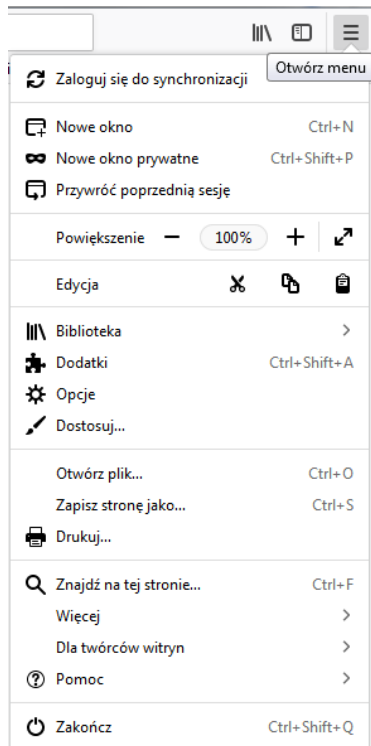 Otwórz menu
Zaloguj się do synchronizacji
Nowe okno Ctrl+N
Nowe okno prywatne Ctrl+Shift+P
Przywróć poprzednią sesję
Powiększenie 100%
Edycja
Biblioteka
Dodatki Ctrl+Shift+A
Opcje
Dostosuj...
Otwórz plik... Ctrl+O
Zapisz stronę jako... Ctrl+S
Drukuj...
Znajdź na tej stronie... Ctrl+F
Więcej
Dla twórców witryn
Pomoc
Zakończ Ctrl+Shift+Q